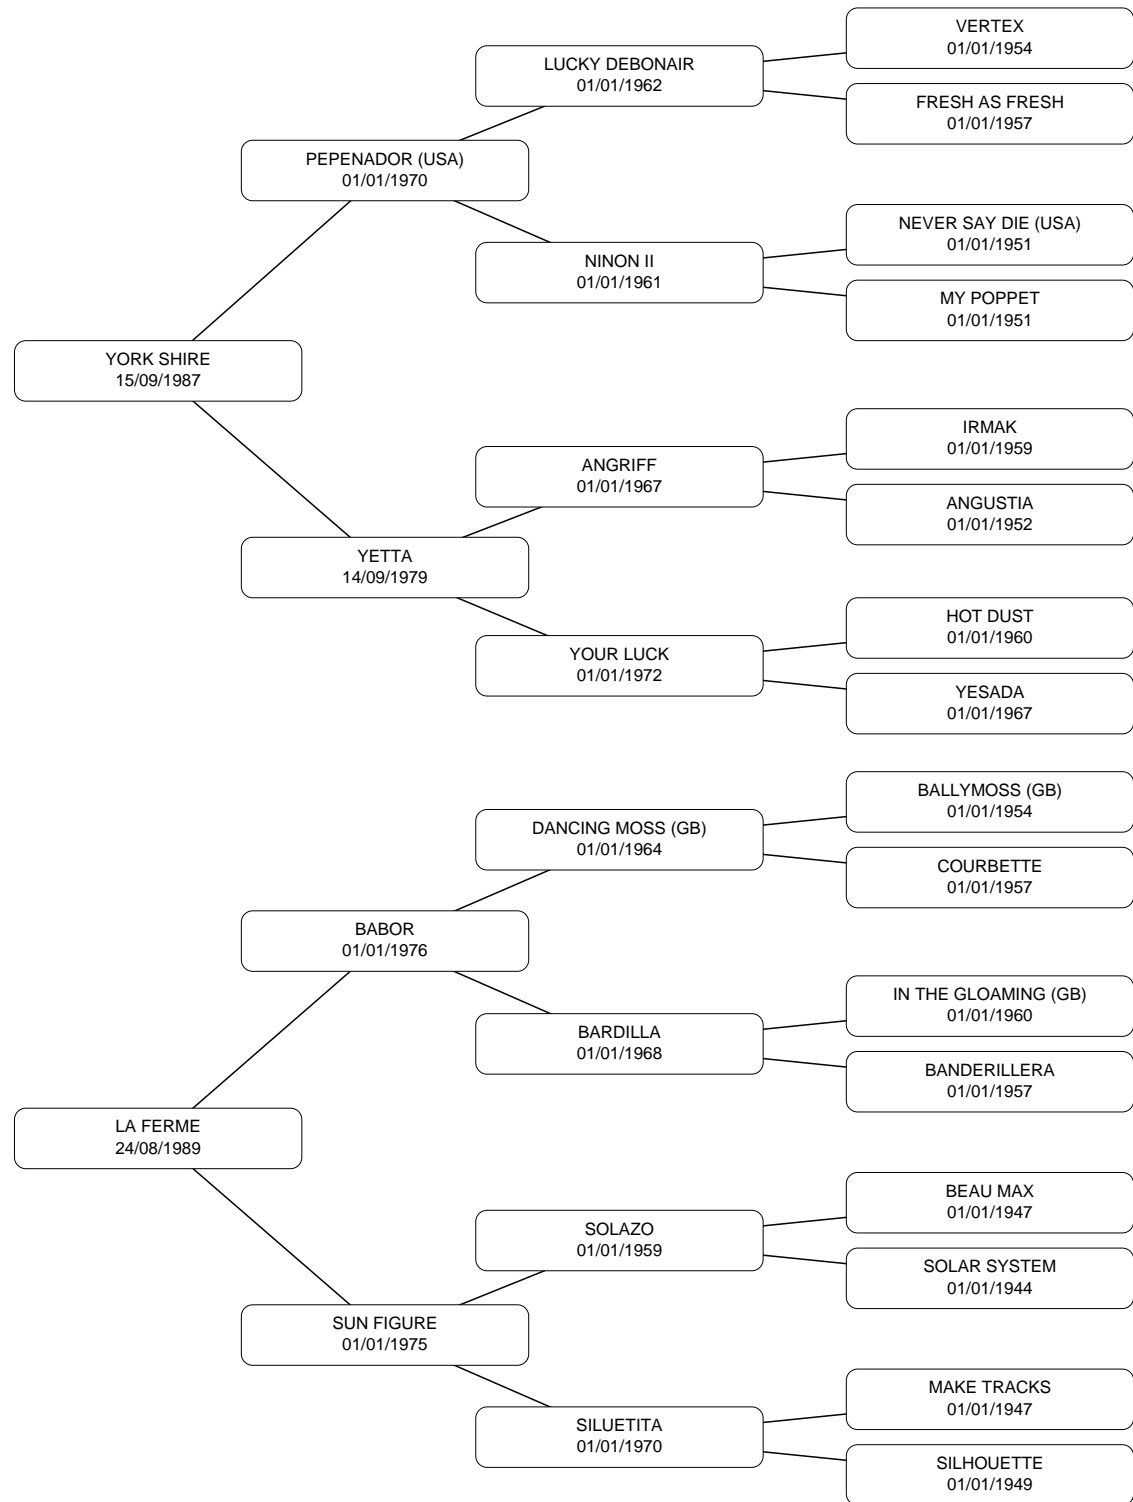 VERTEX
01/01/1954
LUCKY DEBONAIR
01/01/1962
FRESH AS FRESH
01/01/1957
PEPENADOR (USA)
01/01/1970
NEVER SAY DIE (USA)
01/01/1951
NINON II
01/01/1961
MY POPPET
01/01/1951
YORK SHIRE
15/09/1987
IRMAK
01/01/1959
ANGRIFF
01/01/1967
ANGUSTIA
01/01/1952
YETTA
14/09/1979
HOT DUST
01/01/1960
YOUR LUCK
01/01/1972
YESADA
01/01/1967
BALLYMOSS (GB)
01/01/1954
DANCING MOSS (GB)
01/01/1964
COURBETTE
01/01/1957
BABOR
01/01/1976
IN THE GLOAMING (GB)
01/01/1960
BARDILLA
01/01/1968
BANDERILLERA
01/01/1957
LA FERME
24/08/1989
BEAU MAX
01/01/1947
SOLAZO
01/01/1959
SOLAR SYSTEM
01/01/1944
SUN FIGURE
01/01/1975
MAKE TRACKS
01/01/1947
SILUETITA
01/01/1970
SILHOUETTE
01/01/1949